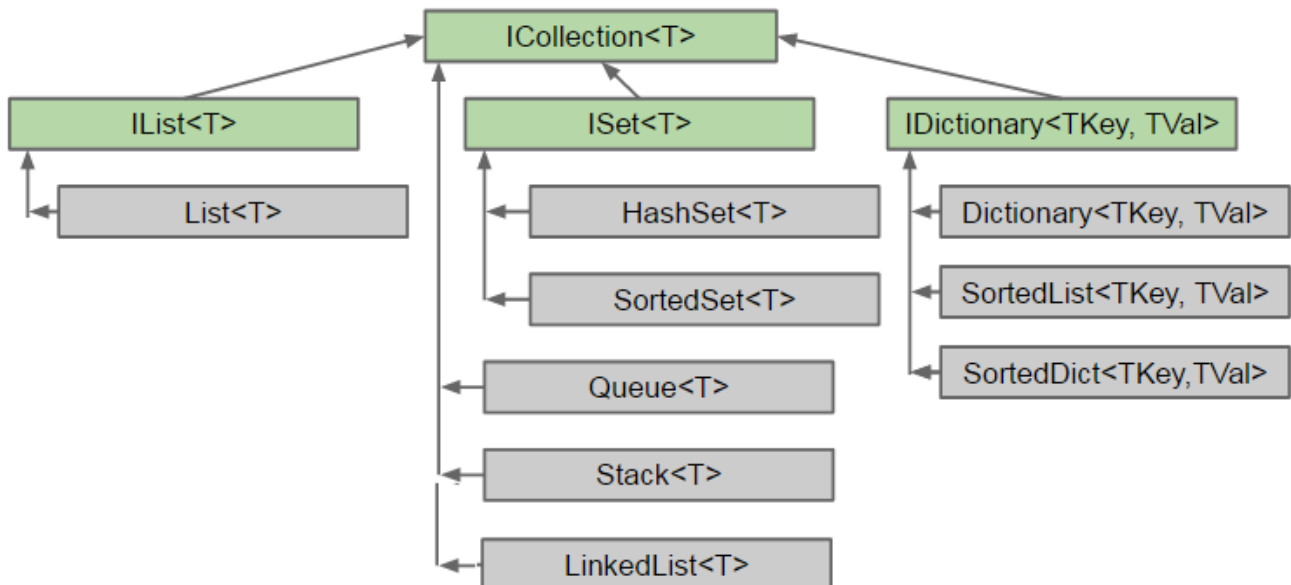 ICollection<T>
IList<T>
ISet<T>
IDictionary<TKey, TVal>
List<T>
HashSet<T>
Dictionary<TKey, TVal>
SortedSet<T>
SortedList<TKey, TVal>
Queue<T>
SortedDict<TKey,TVal>
Stack<T>
LinkedList<T>